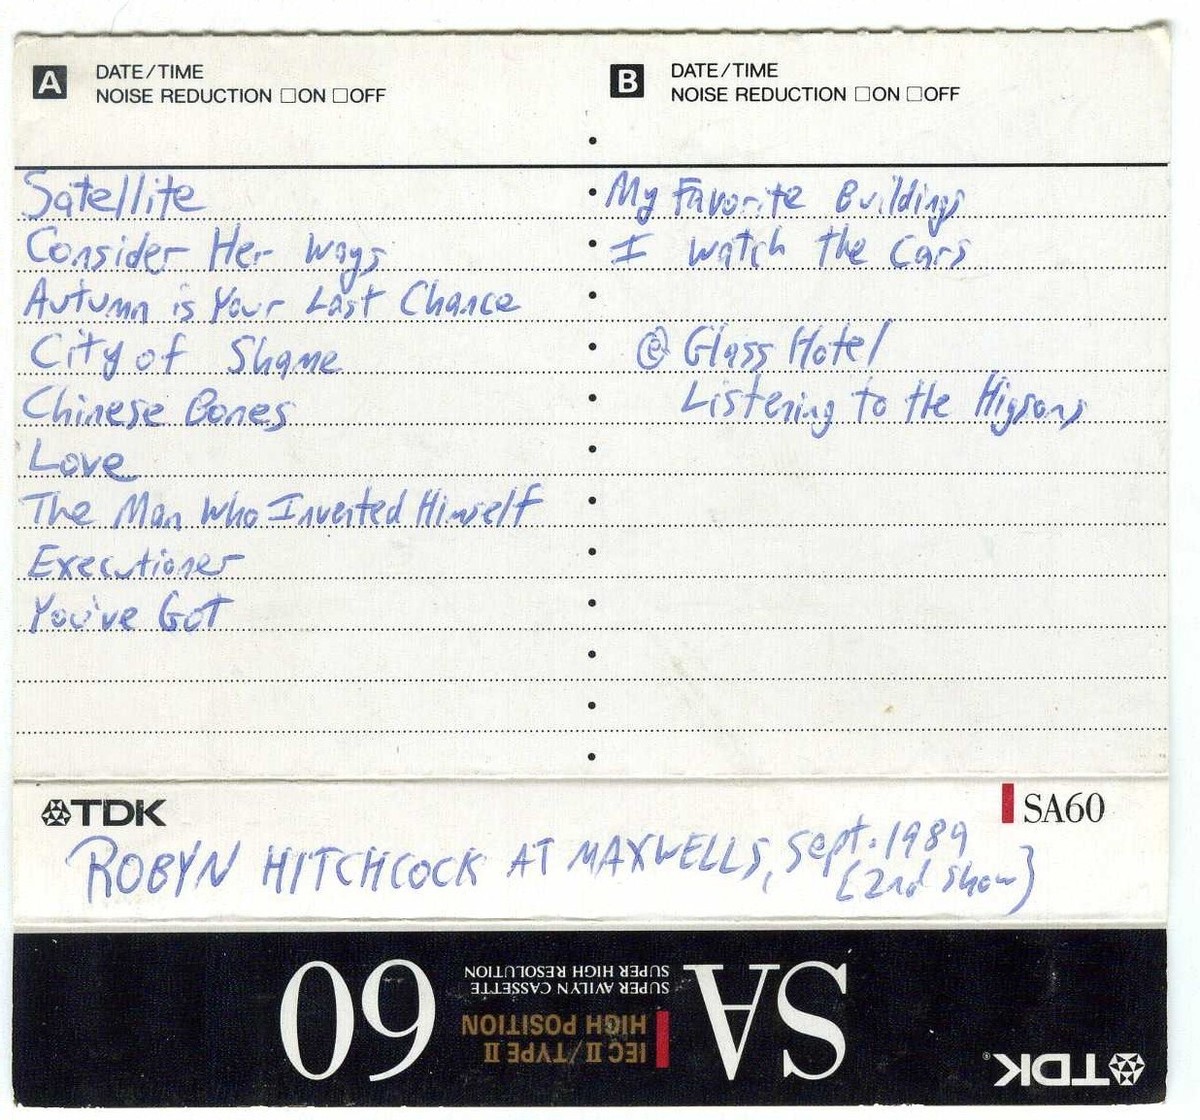 A DATE/TIME
NOISE REDUCTION □ON □OFF
Satellite
Consider Her Ways
Autumn is Your Last Chance
City of Shame
Chinese Bones
Love
The Man Who Invented Himself
Executioner
You've Got
B DATE/TIME
NOISE REDUCTION □ON □OFF
My Favorite Buildings
I watch the Cars
@ Glass Hotel
Listening to the Higsons
TDK
SA60
ROBYN HITCHCOCK AT MAXWELLS, Sept. 1989
[2nd show]
TDK®
SA
IEC II/TYPE II
HIGH POSITION
SUPER AVILYN CASSETTE
SUPER HIGH RESOLUTION
60